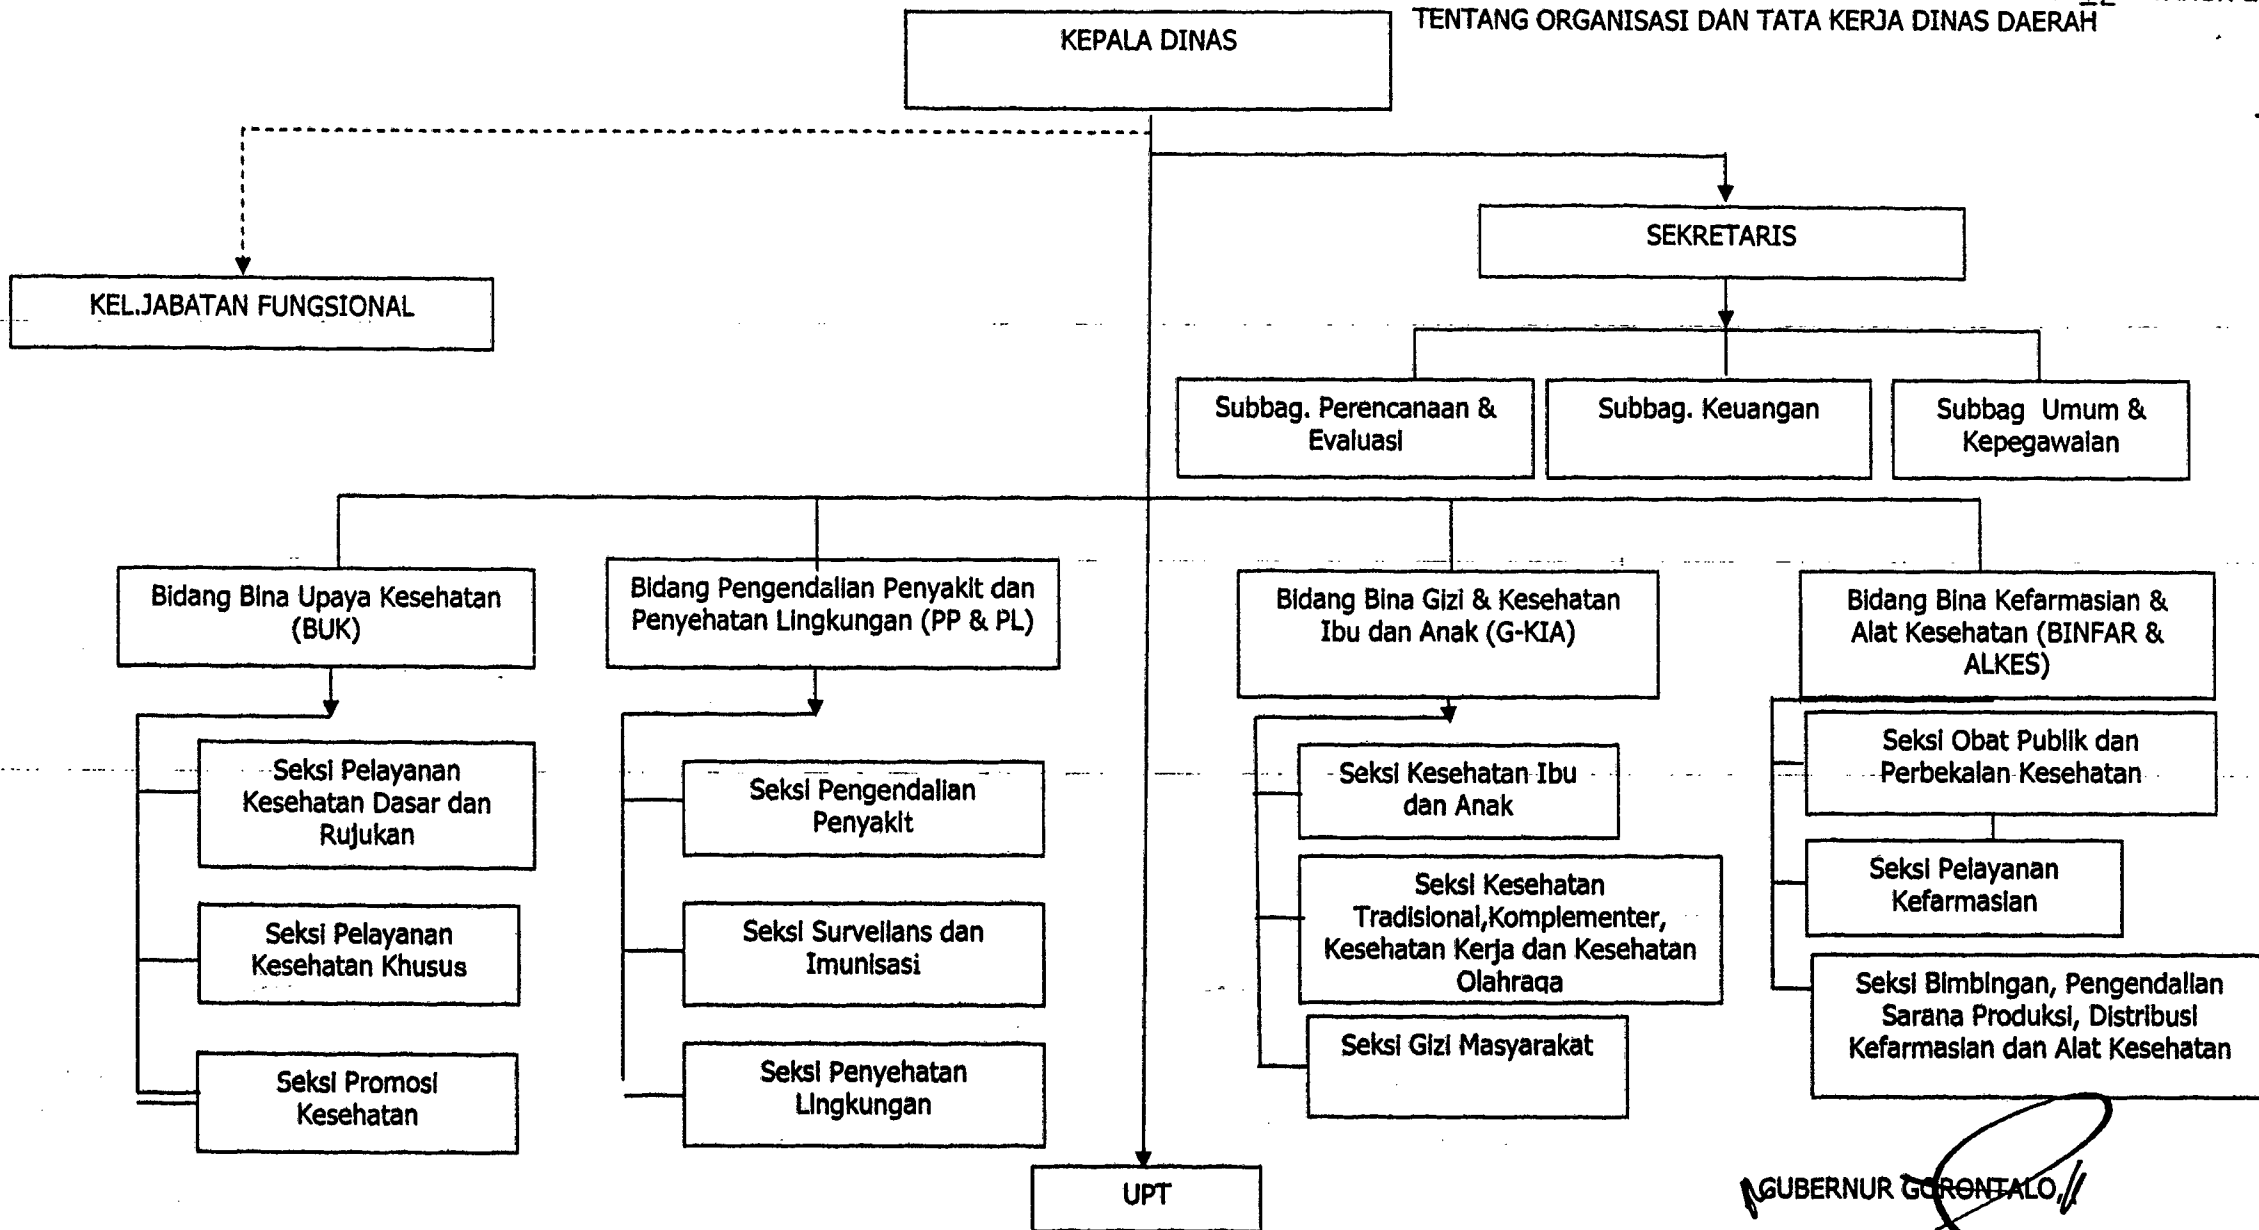 TENTANG ORGANISASI DAN TATA KERJA DINAS DAERAH
KEPALA DINAS
SEKRETARIS
KEL.JABATAN FUNGSIONAL
Subbag. Perencanaan &
Evaluasi
Subbag. Keuangan
Subbag Umum &
Kepegawaian
Bidang Bina Upaya Kesehatan
(BUK)
Bidang Pengendalian Penyakit dan
Penyehatan Lingkungan (PP & PL)
Bidang Bina Gizi & Kesehatan
Ibu dan Anak (G-KIA)
Bidang Bina Kefarmasian &
Alat Kesehatan (BINFAR &
ALKES)
Seksi Pelayanan
Kesehatan Dasar dan
Rujukan
Seksi Pelayanan
Kesehatan Khusus
Seksi Promosi
Kesehatan
Seksi Pengendalian
Penyakit
Seksi Surveilans dan
Imunisasi
Seksi Penyehatan
Lingkungan
Seksi Kesehatan Ibu
dan Anak
Seksi Kesehatan
Tradisional,Komplementer,
Kesehatan Kerja dan Kesehatan
Olahraga
Seksi Gizi Masyarakat
Seksi Obat Publik dan
Perbekalan Kesehatan
Seksi Pelayanan
Kefarmasian
Seksi Bimbingan, Pengendalian
Sarana Produksi, Distribusi
Kefarmasian dan Alat Kesehatan
UPT
GUBERNUR GORONTALO,